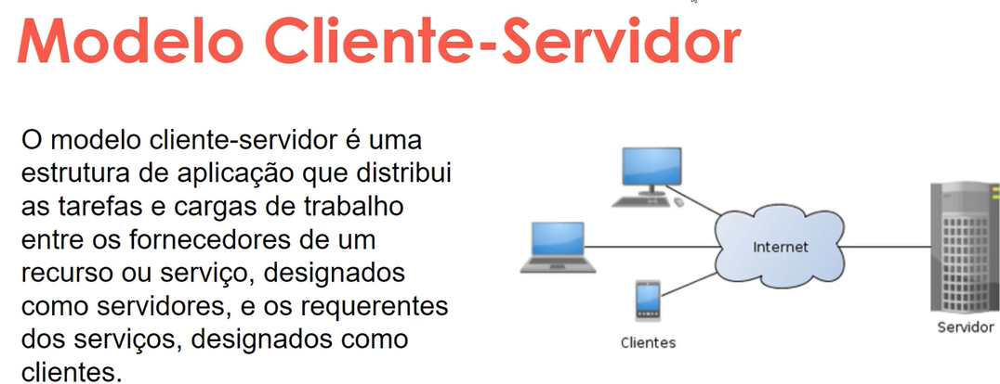 Modelo Cliente-Servidor
O modelo cliente-servidor é uma
estrutura de aplicação que distribui
as tarefas e cargas de trabalho
entre os fornecedores de um
recurso ou serviço, designados
como servidores, e os requerentes
dos serviços, designados como
clientes.
Internet
Servidor
Clientes